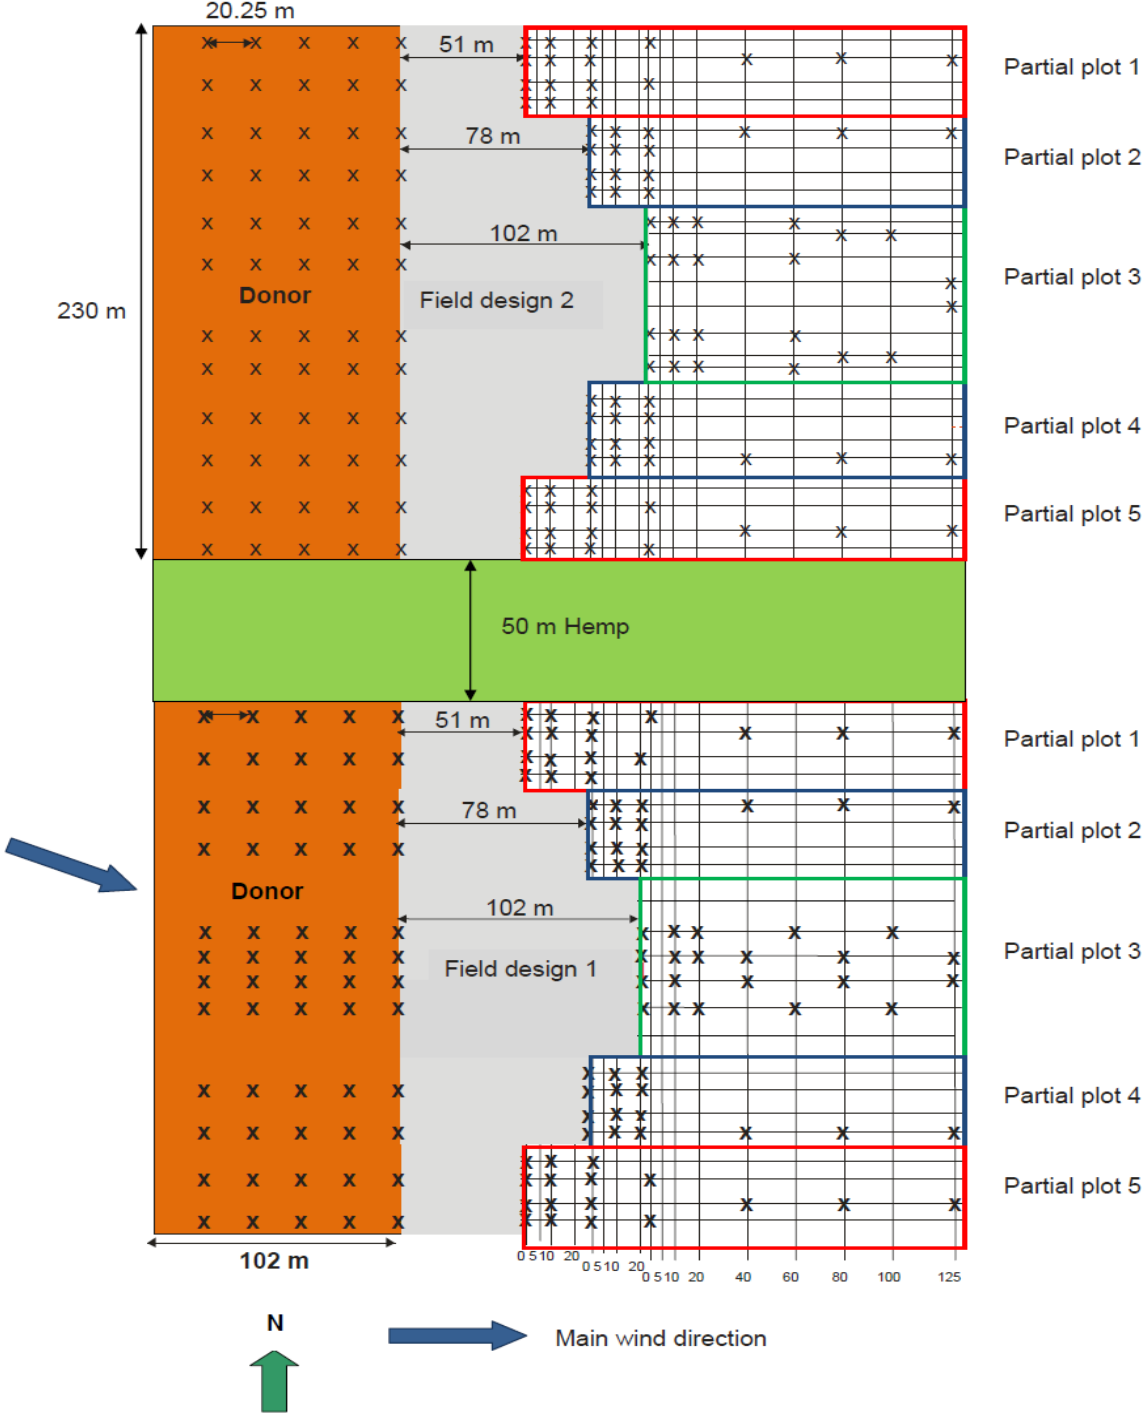 20.25 m
51 m
Partial plot 1
78 m
Partial plot 2
102 m
Partial plot 3
230 m
Donor
Field design 2
Partial plot 4
Partial plot 5
50 m Hemp
51 m
Partial plot 1
78 m
Partial plot 2
Donor
102 m
Partial plot 3
Field design 1
Partial plot 4
Partial plot 5
102 m
0 5 10 20
0 5 10 20
0 5 10 20 40 60 80 100 125
N
Main wind direction